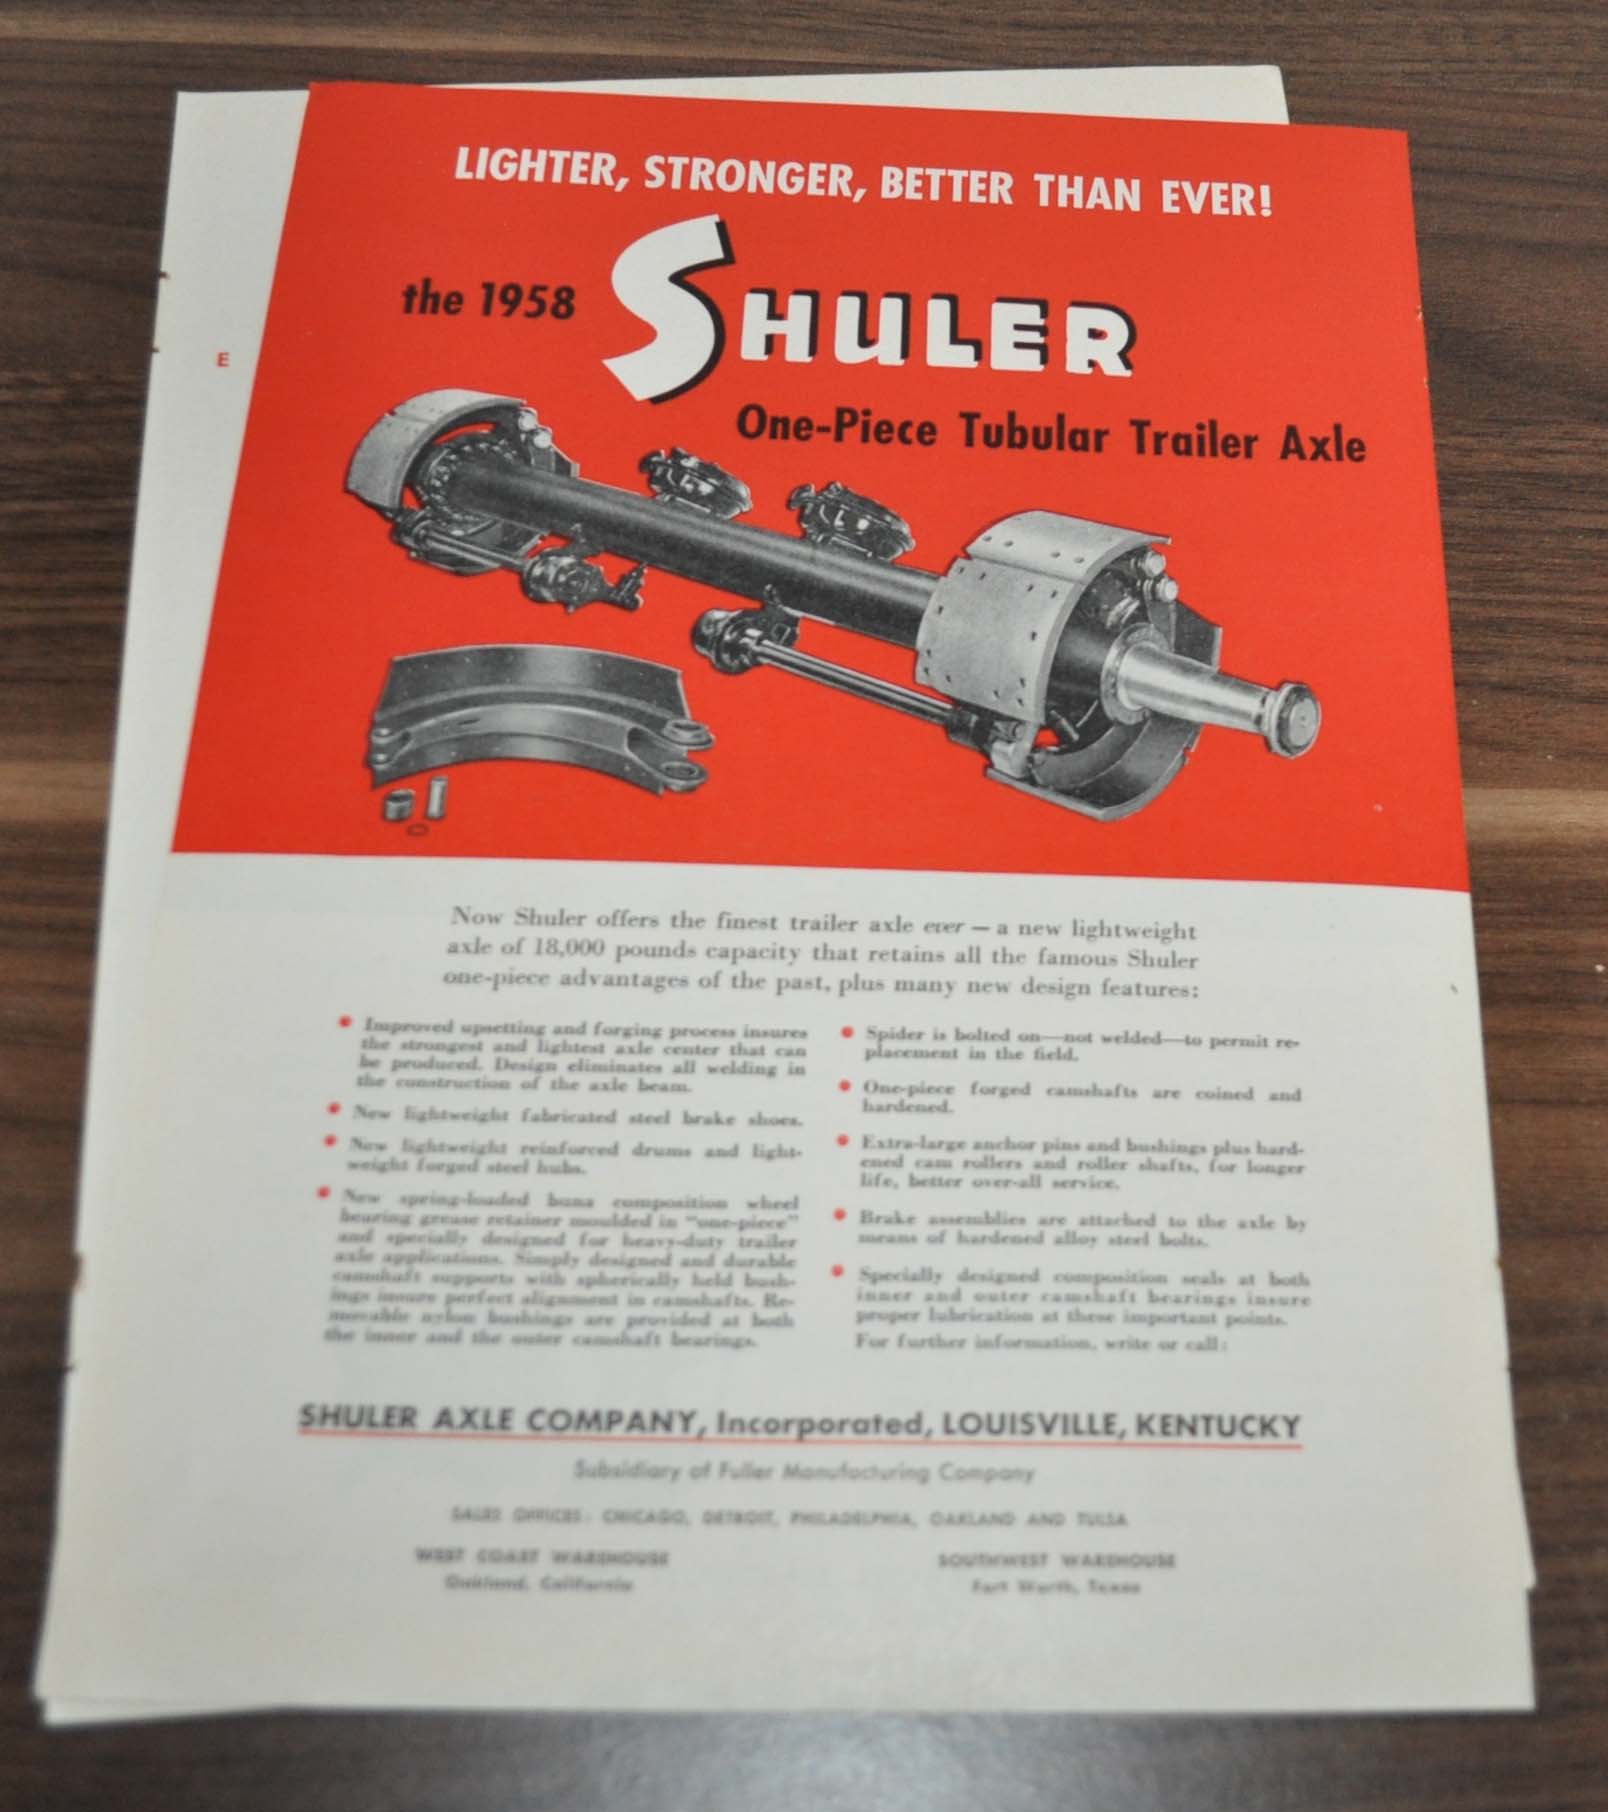 LIGHTER, STRONGER, BETTER THAN EVER!
the 1958 SHULER
One-Piece Tubular Trailer Axle
E
Now Shuler offers the finest trailer axle ever — a new lightweight
axle of 18,000 pounds capacity that retains all the famous Shuler
one-piece advantages of the past, plus many new design features:
• Improved upsetting and forging process insures
the strongest and lightest axle center that can
be produced. Design eliminates all welding in
the construction of the axle beam.
• New lightweight fabricated steel brake shoes.
• New lightweight reinforced drums and light-
weight forged steel hubs.
• New spring-loaded buna composition wheel
bearing grease retainer moulded in "one-piece"
and specially designed for heavy-duty trailer
axle applications. Simply designed and durable
camshaft supports with spherically held bush-
ings insure perfect alignment in camshafts. Re-
movable nylon bushings are provided at both
the inner and the outer camshaft bearings.
• Spider is bolted on—not welded—to permit re-
placement in the field.
• One-piece forged camshafts are coined and
hardened.
• Extra-large anchor pins and bushings plus hard-
ened cam rollers and roller shafts, for longer
life, better over-all service.
• Brake assemblies are attached to the axle by
means of hardened alloy steel bolts.
• Specially designed composition seals at both
inner and outer camshaft bearings insure
proper lubrication at these important points.
For further information, write or call:
SHULER AXLE COMPANY, Incorporated, LOUISVILLE, KENTUCKY
Subsidiary of Fuller Manufacturing Company
SALES OFFICES: CHICAGO, DETROIT, PHILADELPHIA, OAKLAND AND TULSA
WEST COAST WAREHOUSE
Oakland, California
SOUTHWEST WAREHOUSE
Fort Worth, Texas